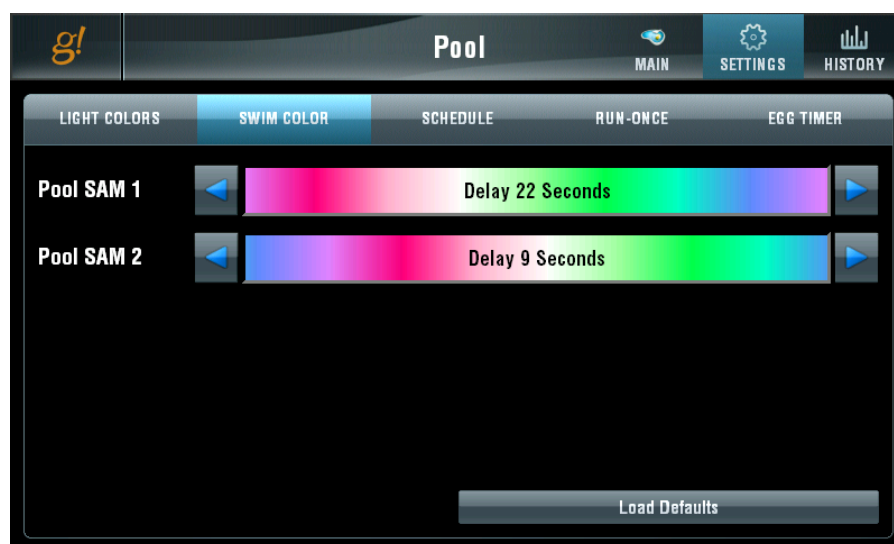 g!
Pool
MAIN
SETTINGS
HISTORY
LIGHT COLORS
SWIM COLOR
SCHEDULE
RUN-ONCE
EGG TIMER
Pool SAM 1
Delay 22 Seconds
Pool SAM 2
Delay 9 Seconds
Load Defaults